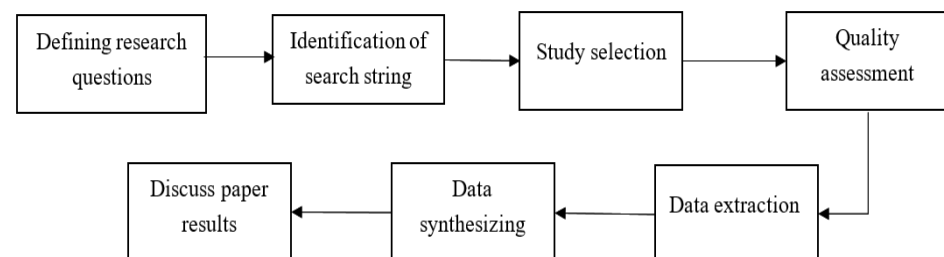 Defining research
questions
Identification of
search string
Study selection
Quality
assessment
Data extraction
Data
synthesizing
Discuss paper
results